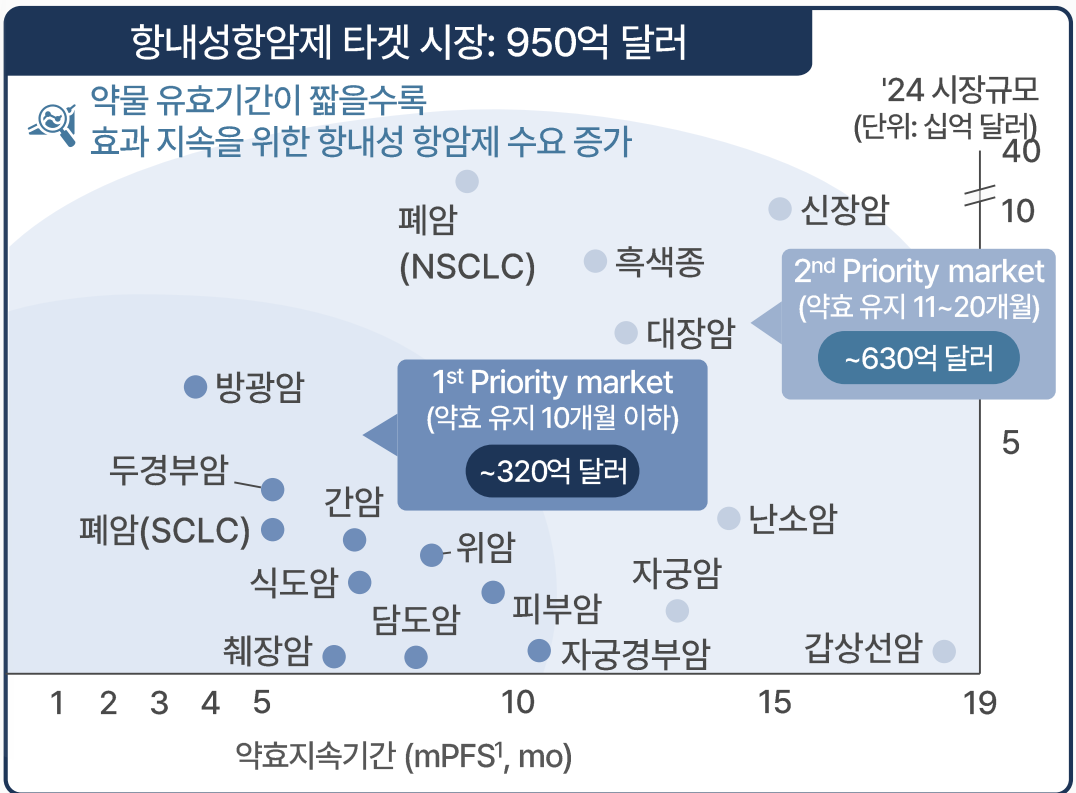 항내성항암제 타겟 시장: 950억 달러
약물 유효기간이 짧을수록
효과 지속을 위한 항내성 항암제 수요 증가
'24 시장규모
(단위: 십억 달러)
40
10
5
폐암
(NSCLC)
신장암
흑색종
대장암
2nd Priority market
(약효 유지 11~20개월)
~630억 달러
방광암
1st Priority market
(약효 유지 10개월 이하)
~320억 달러
두경부암
폐암(SCLC)
간암
위암
난소암
식도암
자궁암
담도암
피부암
췌장암
자궁경부암
갑상선암
1 2 3 4 5 10 15 19
약효지속기간 (mPFS1, mo)